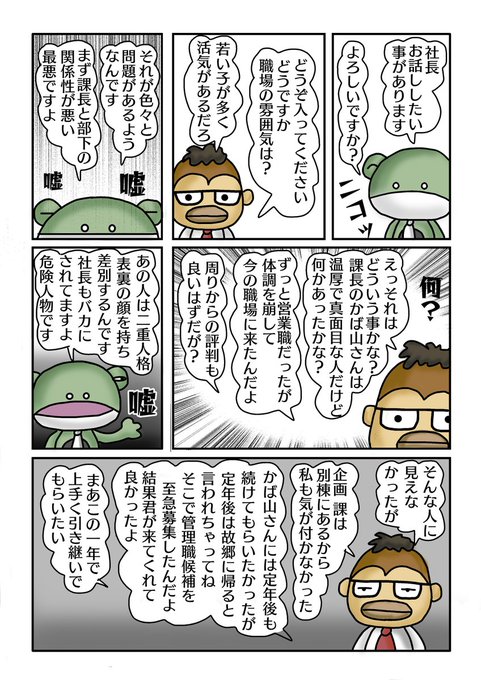 社長
お話ししたい
事があります
よろしいですか?
ニコッ
どうぞ入ってください
どうですか
職場の雰囲気は?
若い子が多く
活気があるだろ
それが色々と
問題があるよう
なんです
まず課長と部下の
関係性が悪い
最悪ですよ
嘘
嘘
何?
えっそれは
どういう事かな?
課長のかば山さんは
温厚で真面目な人だけど
何かあったかな?
ずっと営業職だったが
体調を崩して
今の職場に来たんだよ
周りからの評判も
良いはずだが?
あの人は二重人格
表裏の顔を持ち
差別するんです
社長もバカに
されてますよ
危険人物です
嘘
そんな人に
見えな
かったが
企画課は
別棟にあるから
私も気が付かなかった
かば山さんには定年後も
続けてもらいたかったが
定年後は故郷に帰ると
言われちゃってね
そこで管理職候補を
至急募集したんだよ
結果君が来てくれて
良かったよ
まあこの一年で
上手く引き継いで
もらいたい